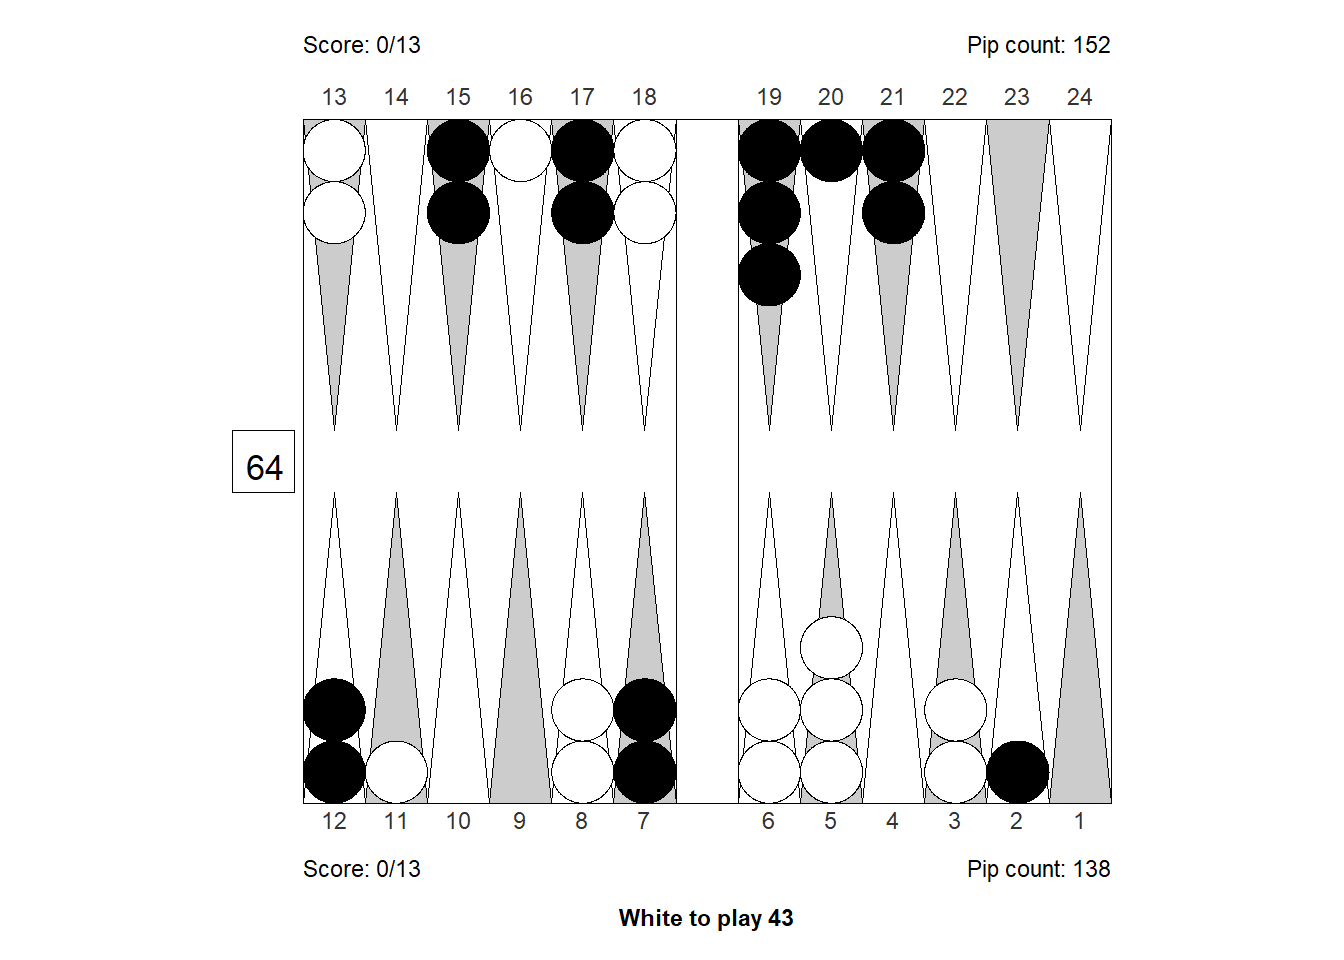 Score: 0/13 Pip count: 152
13 14 15 16 17 18 19 20 21 22 23 24
64
12 11 10 9 8 7 6 5 4 3 2 1
Score: 0/13 Pip count: 138
White to play 43